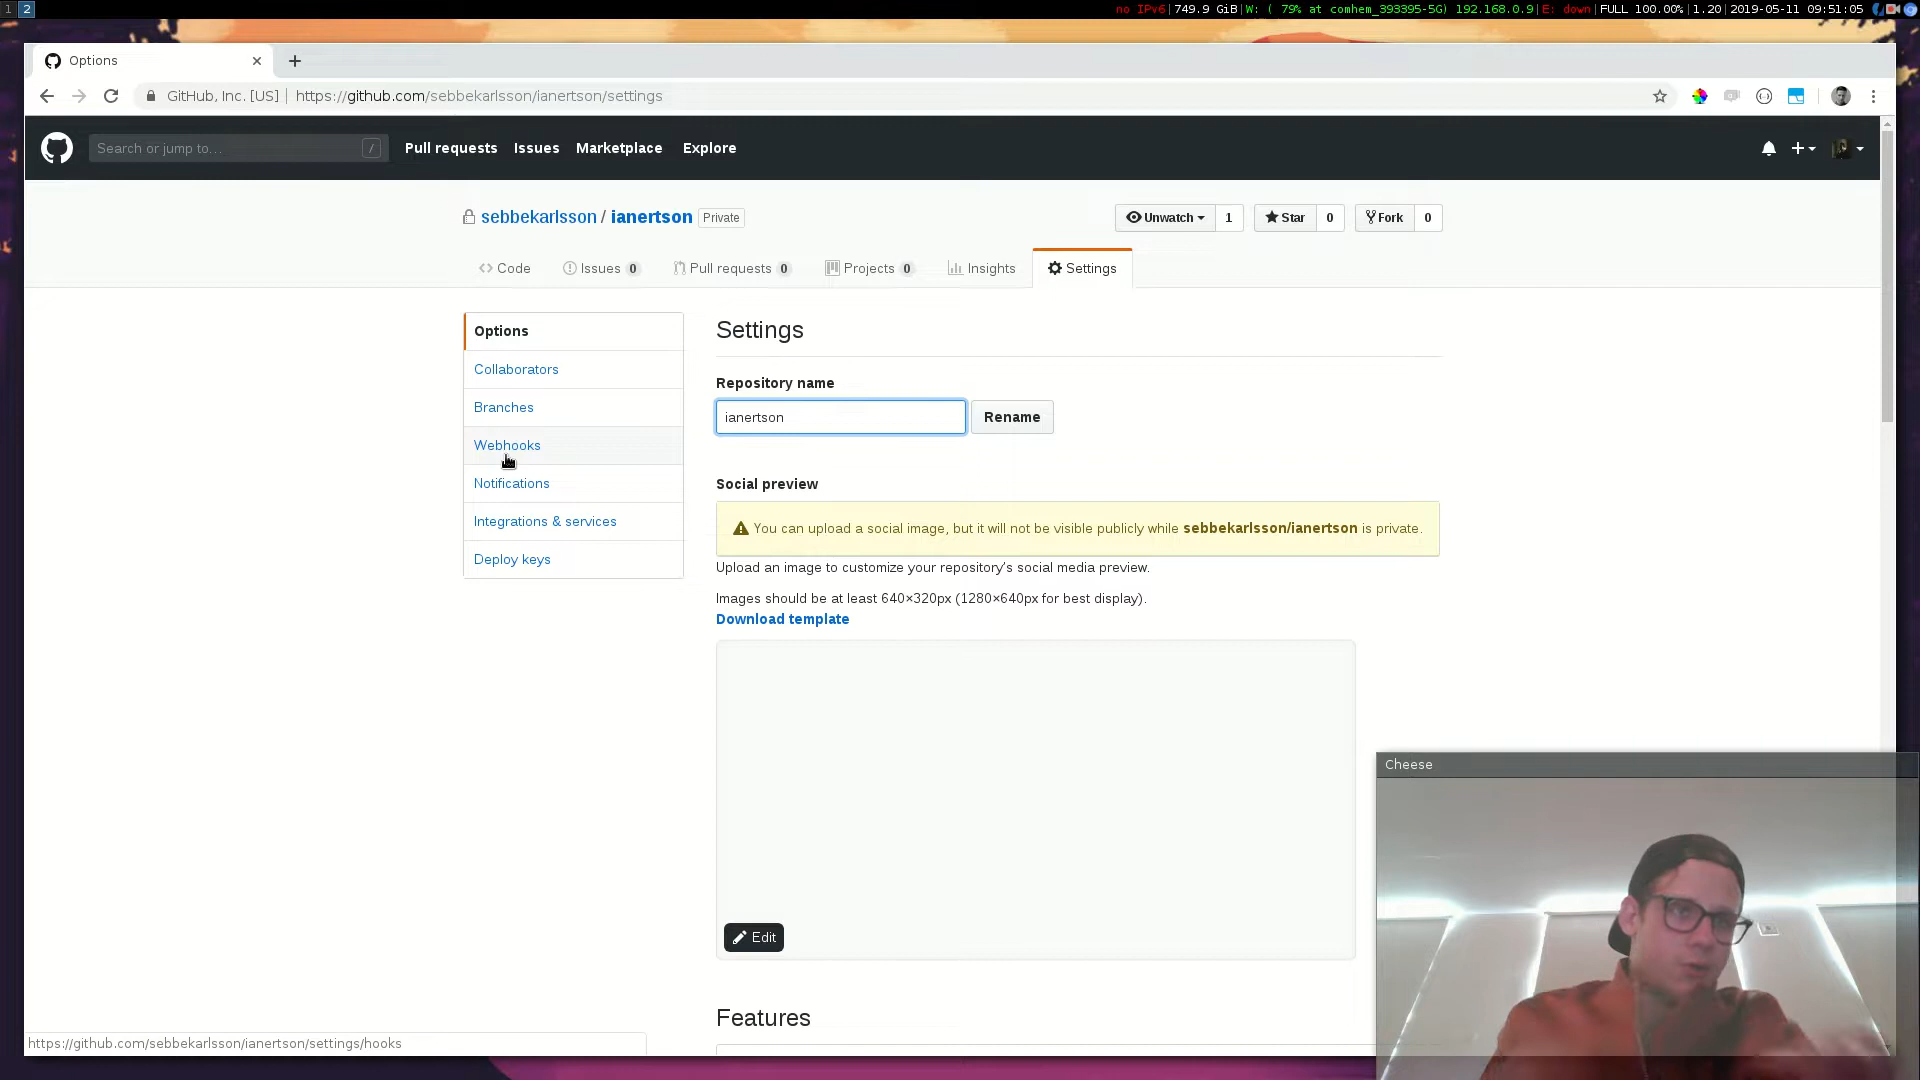 1 2
no IPv6|749.9 GiB|W: ( 79% at comhem_393395-5G) 192.168.0.9|E: down|FULL 100.00%|1.20|2019-05-11 09:51:05
Options
GitHub, Inc. [US] | https://github.com/sebbekarlsson/ianertson/settings
Search or jump to… /
Pull requests Issues Marketplace Explore
sebbekarlsson / ianertson Private
Unwatch 1 Star 0 Fork 0
Code Issues 0 Pull requests 0 Projects 0 Insights Settings
Options
Collaborators
Branches
Webhooks
Notifications
Integrations & services
Deploy keys
Settings
Repository name
ianertson Rename
Social preview
You can upload a social image, but it will not be visible publicly while sebbekarlsson/ianertson is private.
Upload an image to customize your repository's social media preview.
Images should be at least 640×320px (1280×640px for best display).
Download template
Edit
Features
Cheese
https://github.com/sebbekarlsson/ianertson/settings/hooks